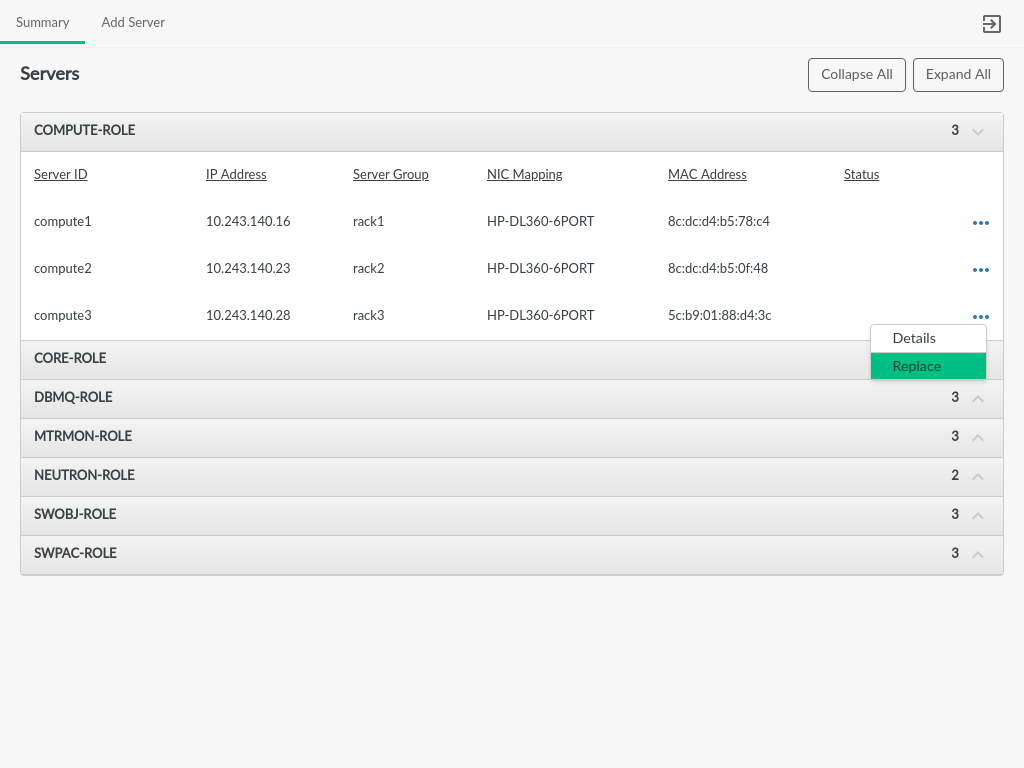 Summary Add Server
Servers Collapse All Expand All
COMPUTE-ROLE 3
Server ID IP Address Server Group NIC Mapping MAC Address Status
compute1 10.243.140.16 rack1 HP-DL360-6PORT 8c:dc:d4:b5:78:c4
compute2 10.243.140.23 rack2 HP-DL360-6PORT 8c:dc:d4:b5:0f:48
compute3 10.243.140.28 rack3 HP-DL360-6PORT 5c:b9:01:88:d4:3c
Details
CORE-ROLE
Replace
DBMQ-ROLE 3
MTRMON-ROLE 3
NEUTRON-ROLE 2
SWOBJ-ROLE 3
SWPAC-ROLE 3